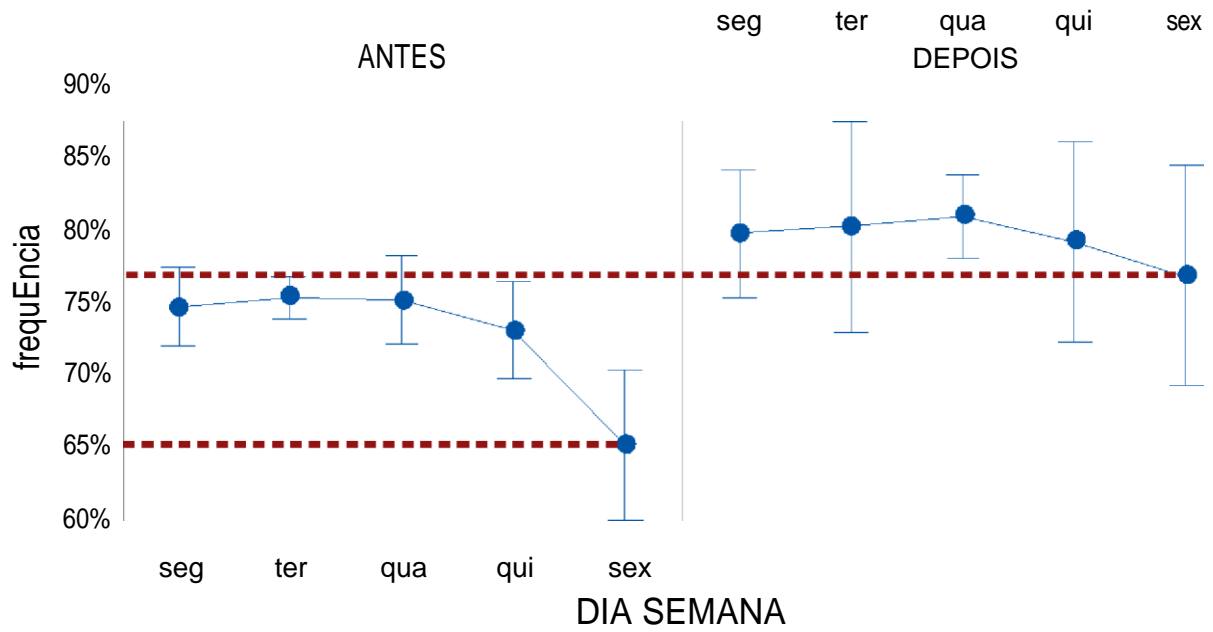 seg ter qua qui sex
ANTES DEPOIS
90%
85%
80%
75%
70%
65%
60%
frequEncia
seg ter qua qui sex
DIA SEMANA